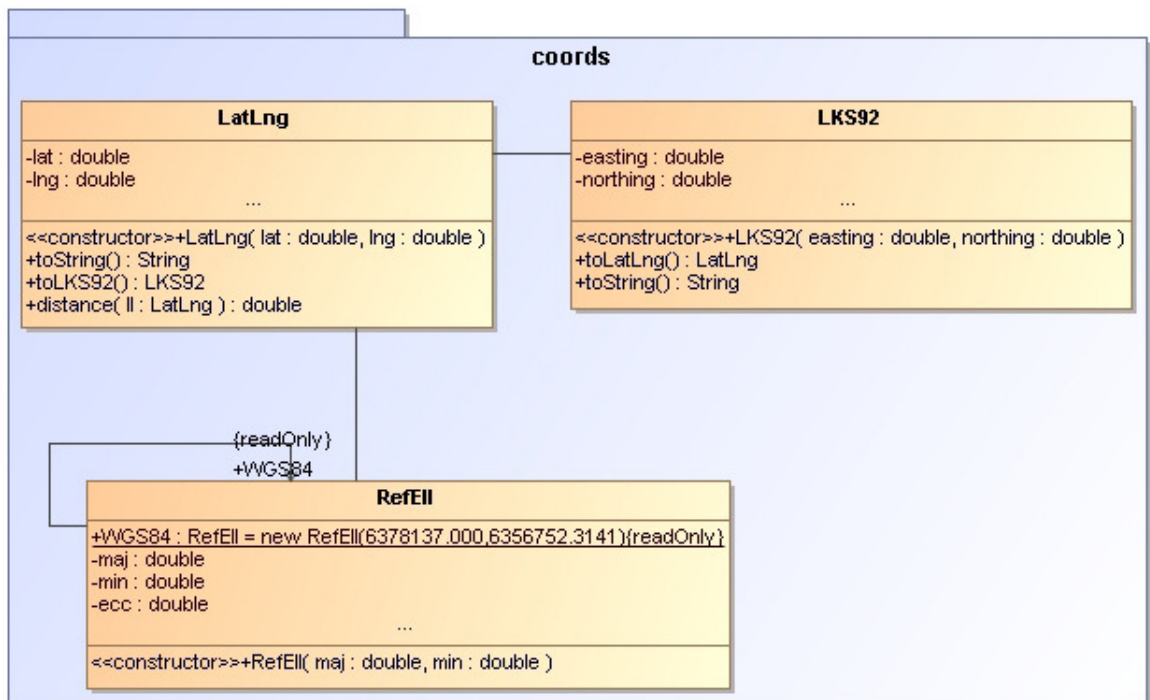 coords
LatLng
-lat : double
-lng : double
...
<<constructor>>+LatLng( lat : double, lng : double )
+toString() : String
+toLKS92() : LKS92
+distance( ll : LatLng ) : double
LKS92
-easting : double
-northing : double
...
<<constructor>>+LKS92( easting : double, northing : double )
+toLatLng() : LatLng
+toString() : String
{readOnly}
+WGS84
RefEll
+WGS84 : RefEll = new RefEll(6378137.000,6356752.3141){readOnly}
-maj : double
-min : double
-ecc : double
...
<<constructor>>+RefEll( maj : double, min : double )